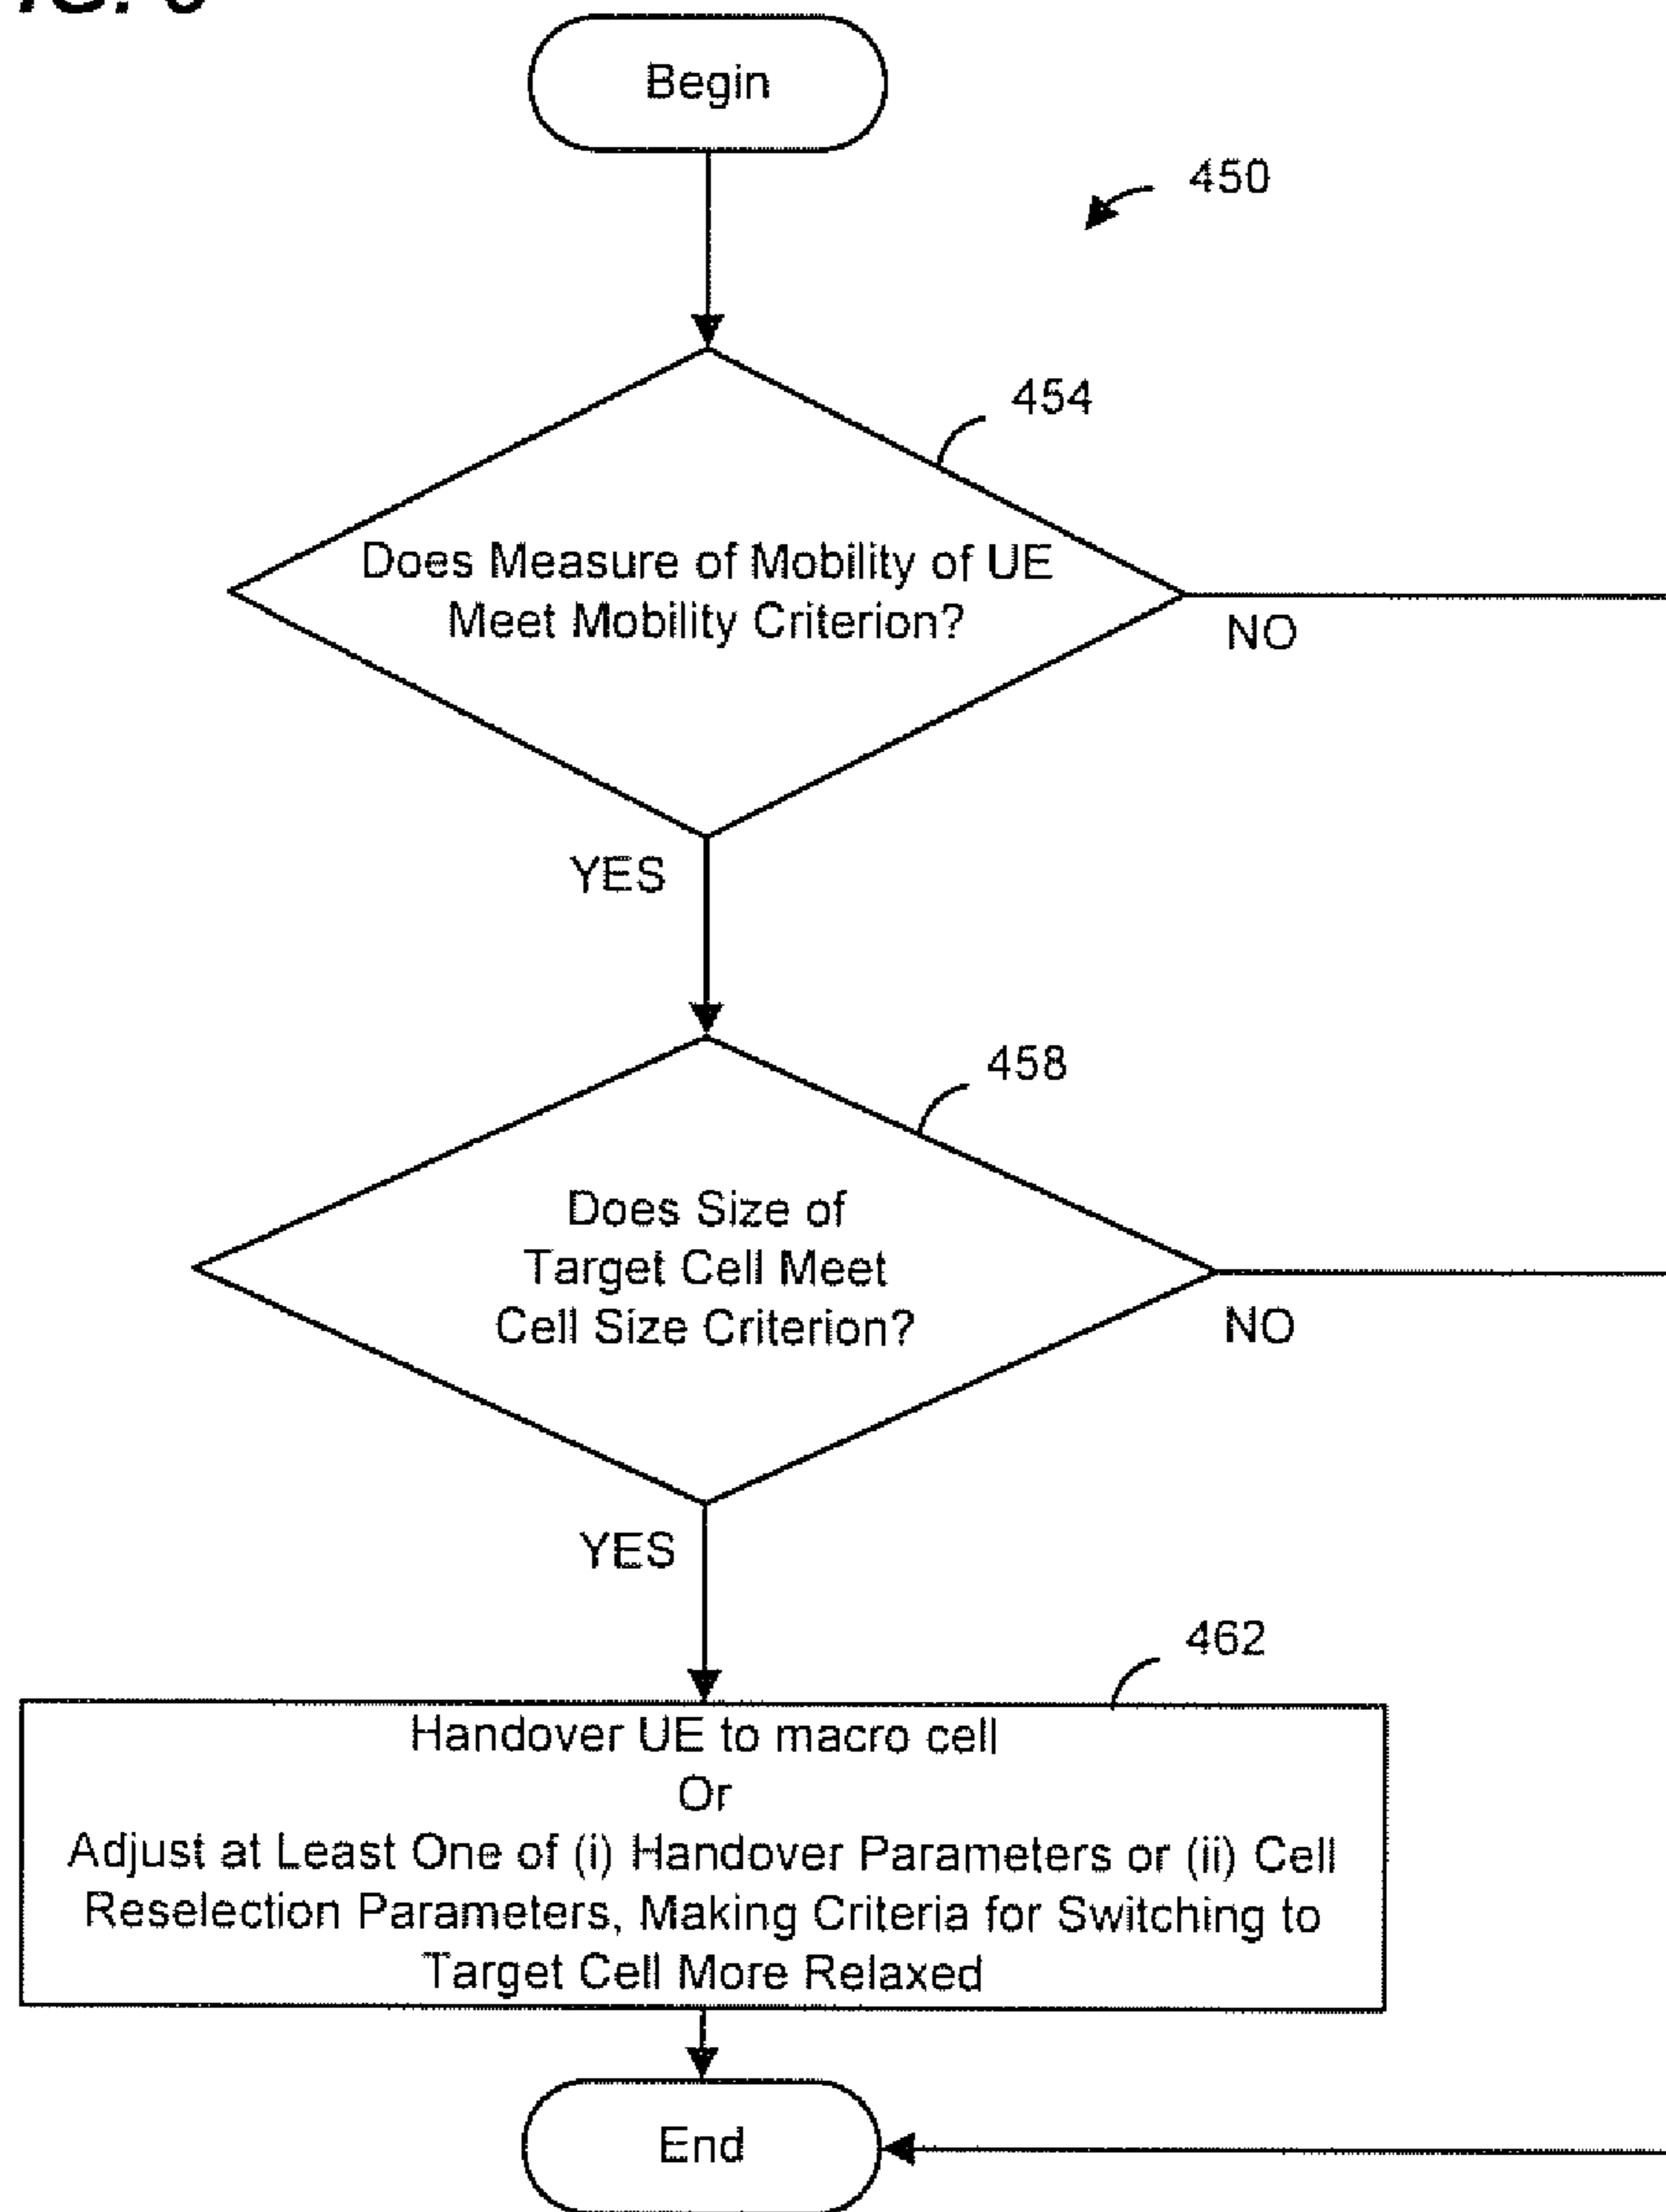 Begin
450
454
Does Measure of Mobility of UE
Meet Mobility Criterion?
NO
YES
458
Does Size of
Target Cell Meet
Cell Size Criterion?
NO
YES
462
Handover UE to macro cell
Or
Adjust at Least One of (i) Handover Parameters or (ii) Cell
Reselection Parameters, Making Criteria for Switching to
Target Cell More Relaxed
End